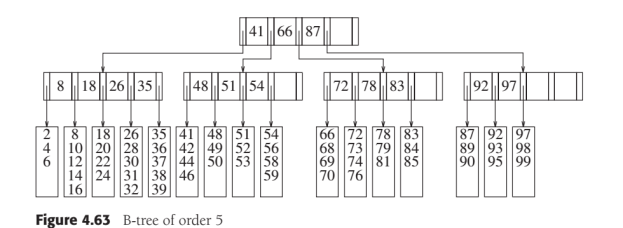 41 66 87
8 18 26 35 48 51 54 72 78 83 92 97
2 8 18 26 35 41 48 51 54 66 72 78 83 87 92 97
4 10 20 28 36 42 49 52 56 68 73 79 84 89 93 98
6 12 22 30 37 44 50 53 58 69 74 81 85 90 95 99
14 24 31 38 46 59 70 76
16 32 39
Figure 4.63 B-tree of order 5